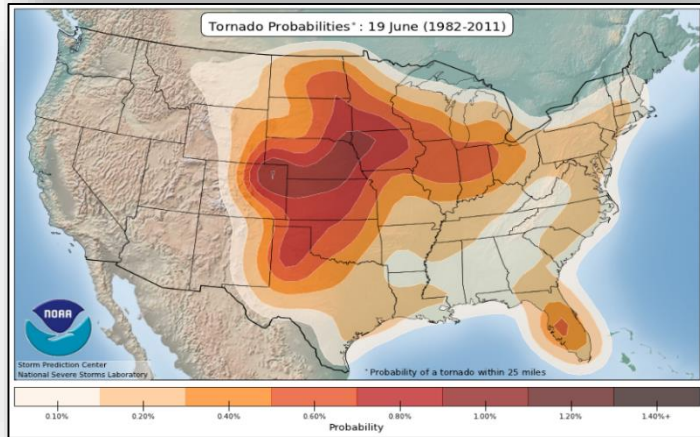 Tornado Probabilities*: 19 June (1982-2011)
NOAA
Storm Prediction Center
National Severe Storms Laboratory
*Probability of a tornado within 25 miles
0.10% 0.20% 0.40% 0.60% 0.80% 1.00% 1.20% 1.40%+
Probability